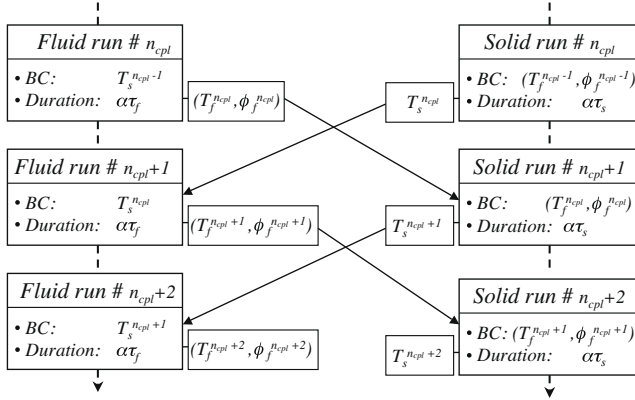 Fluid run # n_cpl
• BC: T_s^{n_cpl-1}
• Duration: ατ_f
(T_f^{n_cpl}, ϕ_f^{n_cpl})
T_s^{n_cpl}
Solid run # n_cpl
• BC: (T_f^{n_cpl-1}, ϕ_f^{n_cpl-1})
• Duration: ατ_s
Fluid run # n_cpl+1
• BC: T_s^{n_cpl}
• Duration: ατ_f
(T_f^{n_cpl+1}, ϕ_f^{n_cpl+1})
T_s^{n_cpl+1}
Solid run # n_cpl+1
• BC: (T_f^{n_cpl}, ϕ_f^{n_cpl})
• Duration: ατ_s
Fluid run # n_cpl+2
• BC: T_s^{n_cpl+1}
• Duration: ατ_f
(T_f^{n_cpl+2}, ϕ_f^{n_cpl+2})
T_s^{n_cpl+2}
Solid run # n_cpl+2
• BC: (T_f^{n_cpl+1}, ϕ_f^{n_cpl+1})
• Duration: ατ_s